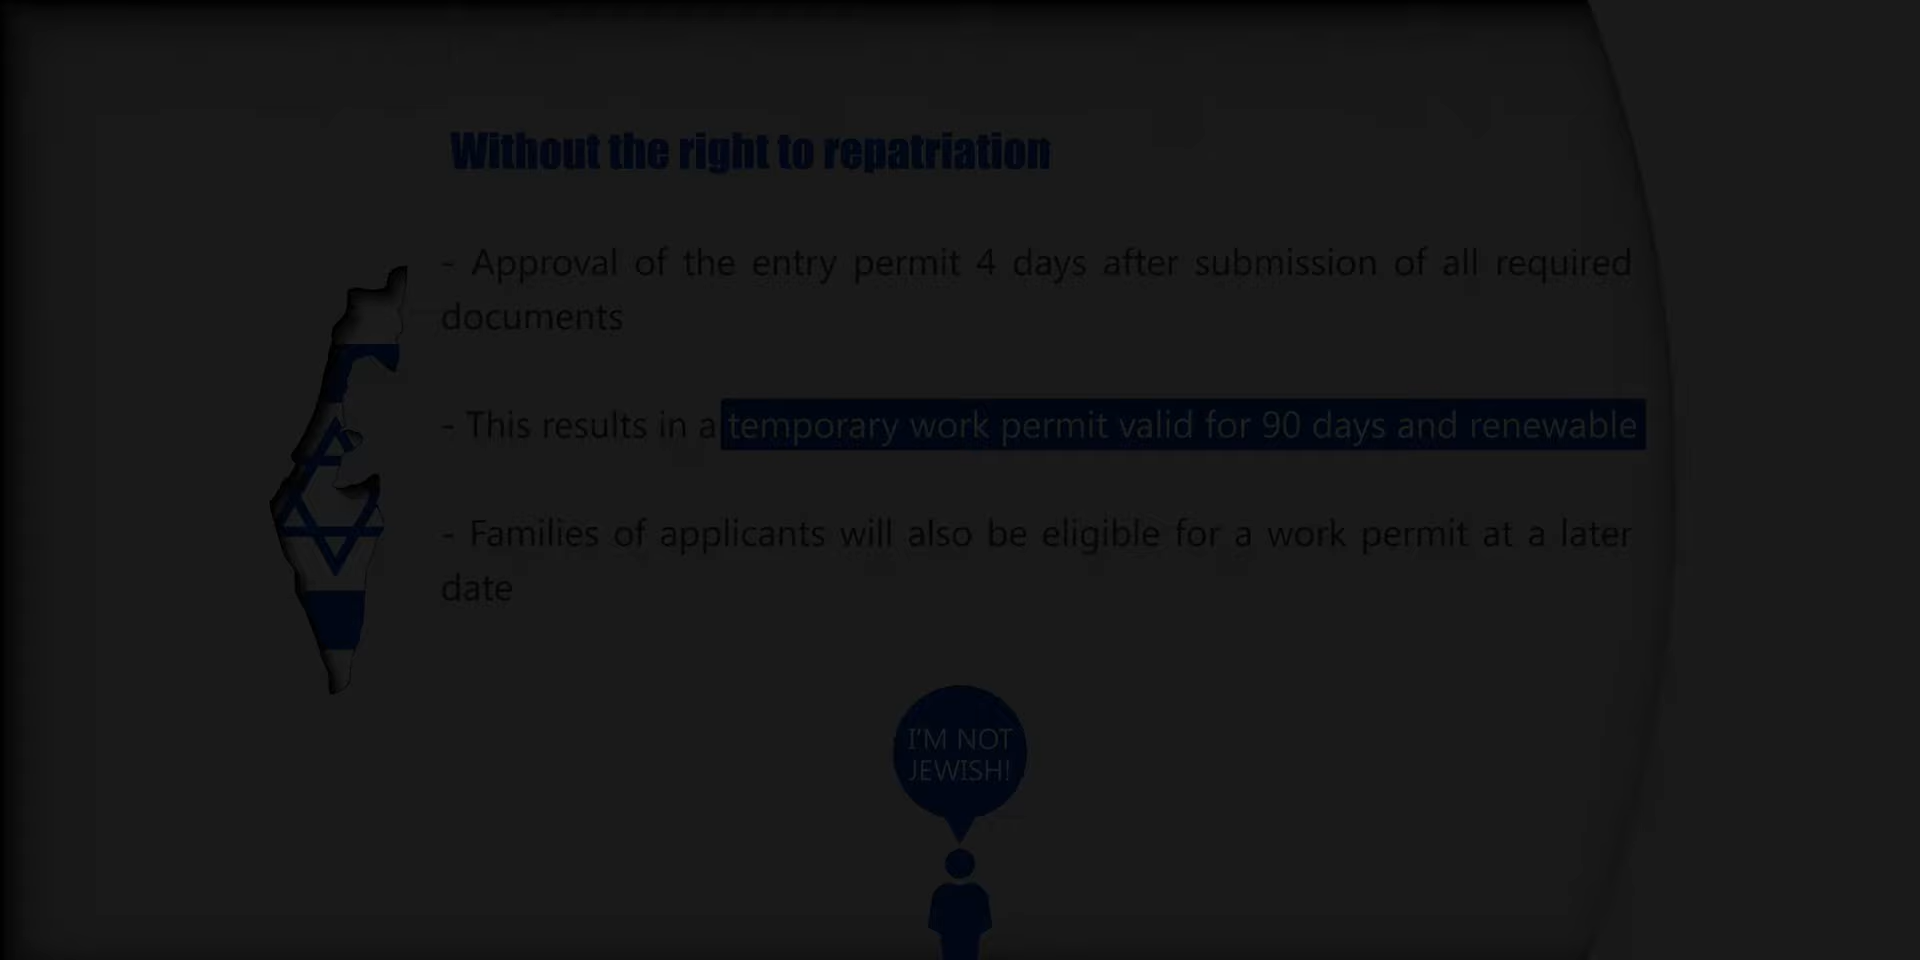 Without the right to repatriation
- Approval of the entry permit 4 days after submission of all required
documents
- This results in a temporary work permit valid for 90 days and renewable
- Families of applicants will also be eligible for a work permit at a later
date
I'M NOT
JEWISH!